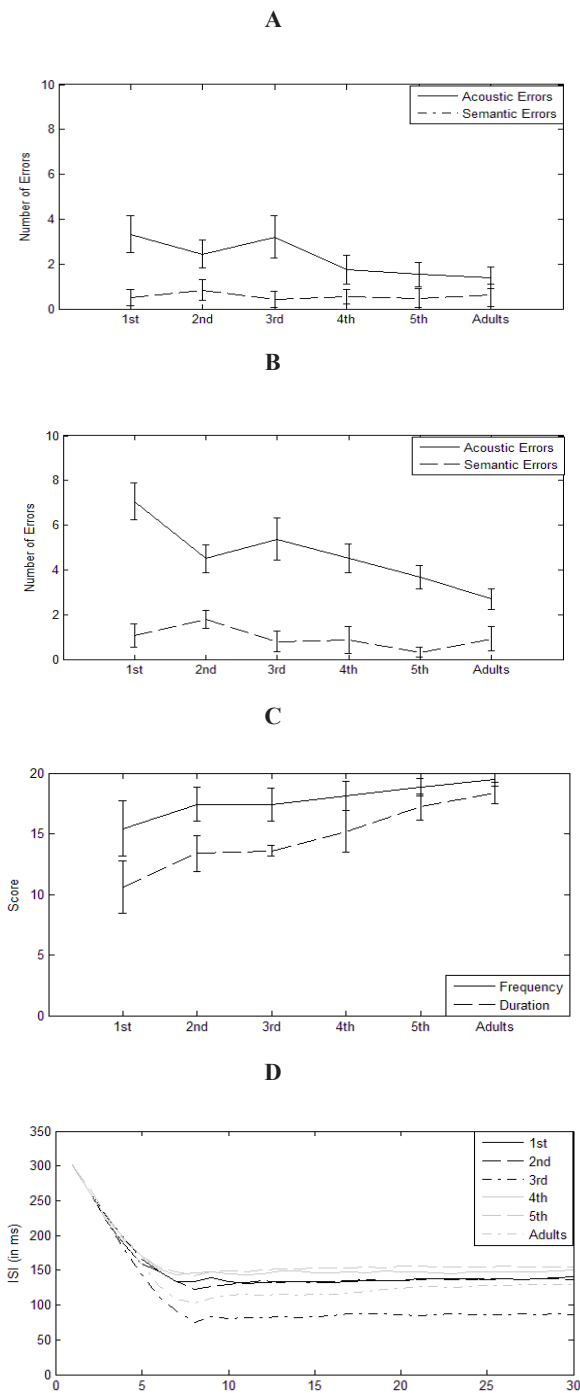 A
10
8
6
4
2
0
Number of Errors
Acoustic Errors
Semantic Errors
1st 2nd 3rd 4th 5th Adults
B
10
8
6
4
2
0
Number of Errors
Acoustic Errors
Semantic Errors
1st 2nd 3rd 4th 5th Adults
C
20
15
10
5
0
Score
Frequency
Duration
1st 2nd 3rd 4th 5th Adults
D
350
300
250
200
150
100
50
0
ISI (in ms)
1st
2nd
3rd
4th
5th
Adults
0 5 10 15 20 25 30